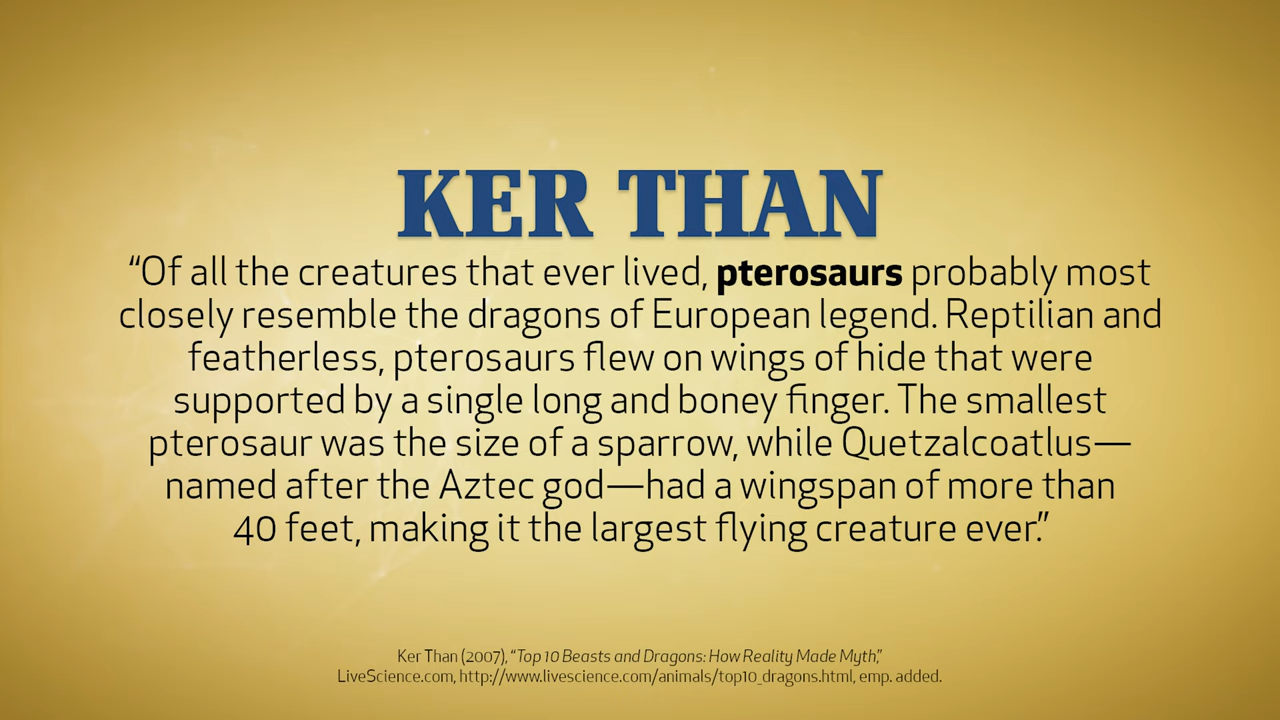 KER THAN
“Of all the creatures that ever lived, pterosaurs probably most
closely resemble the dragons of European legend. Reptilian and
featherless, pterosaurs flew on wings of hide that were
supported by a single long and boney finger. The smallest
pterosaur was the size of a sparrow, while Quetzalcoatlus—
named after the Aztec god—had a wingspan of more than
40 feet, making it the largest flying creature ever.”
Ker Than (2007), “Top 10 Beasts and Dragons: How Reality Made Myth,”
LiveScience.com, http://www.livescience.com/animals/top10_dragons.html, emp. added.